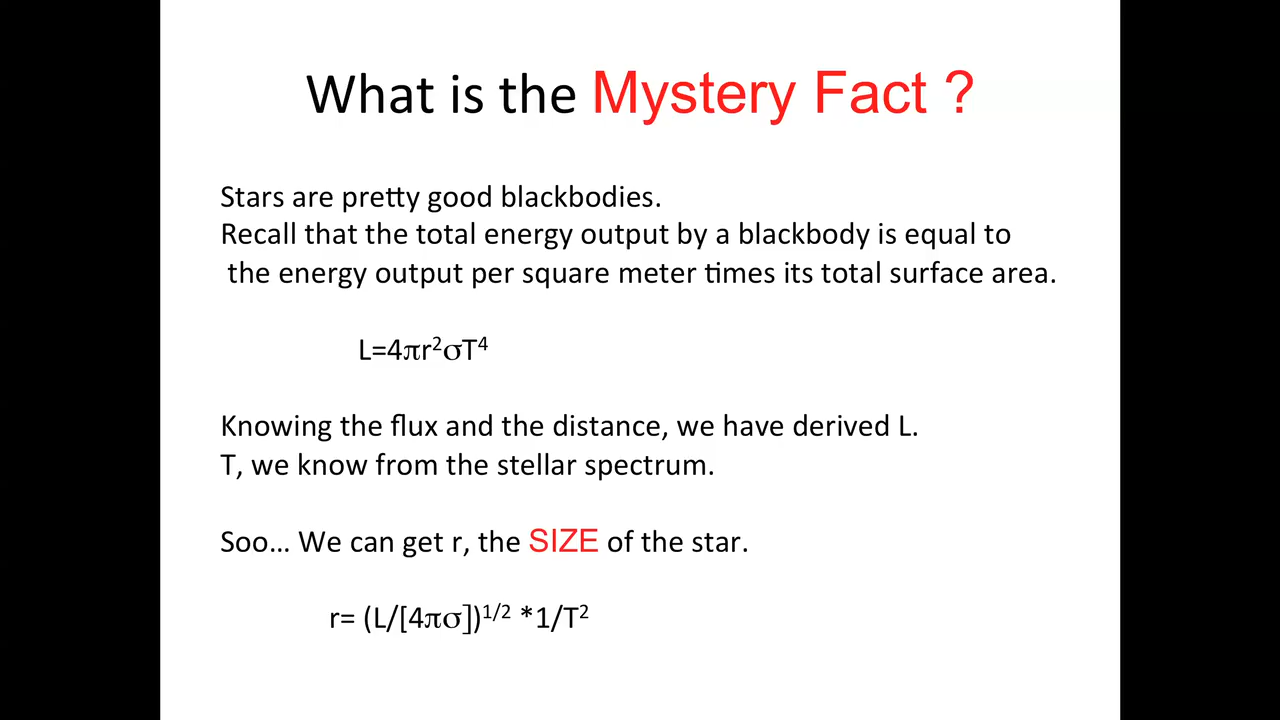 What is the Mystery Fact ?
Stars are pretty good blackbodies.
Recall that the total energy output by a blackbody is equal to
the energy output per square meter times its total surface area.
L=4πr²σT⁴
Knowing the flux and the distance, we have derived L.
T, we know from the stellar spectrum.
Soo... We can get r, the SIZE of the star.
r= (L/[4πσ])¹/² *1/T²